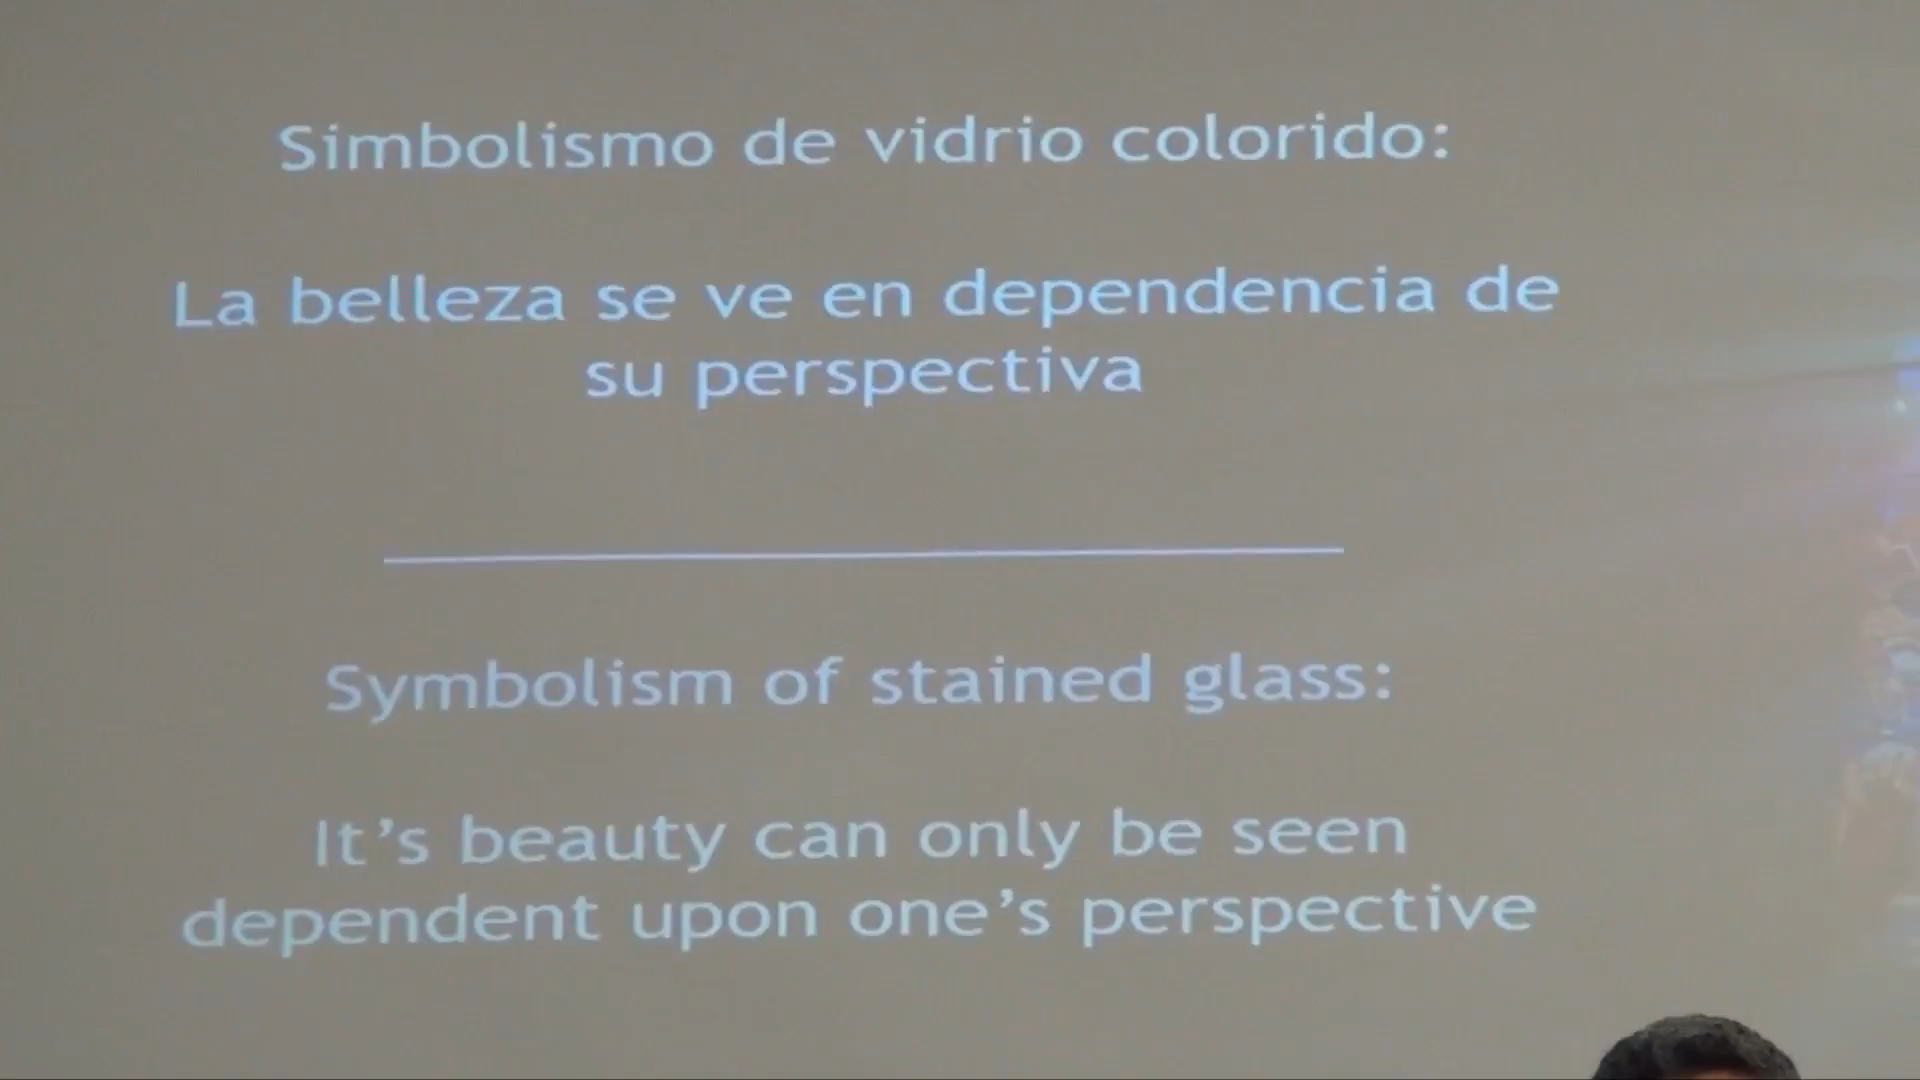 Simbolismo de vidrio colorido:
La belleza se ve en dependencia de
su perspectiva
Symbolism of stained glass:
It’s beauty can only be seen
dependent upon one’s perspective